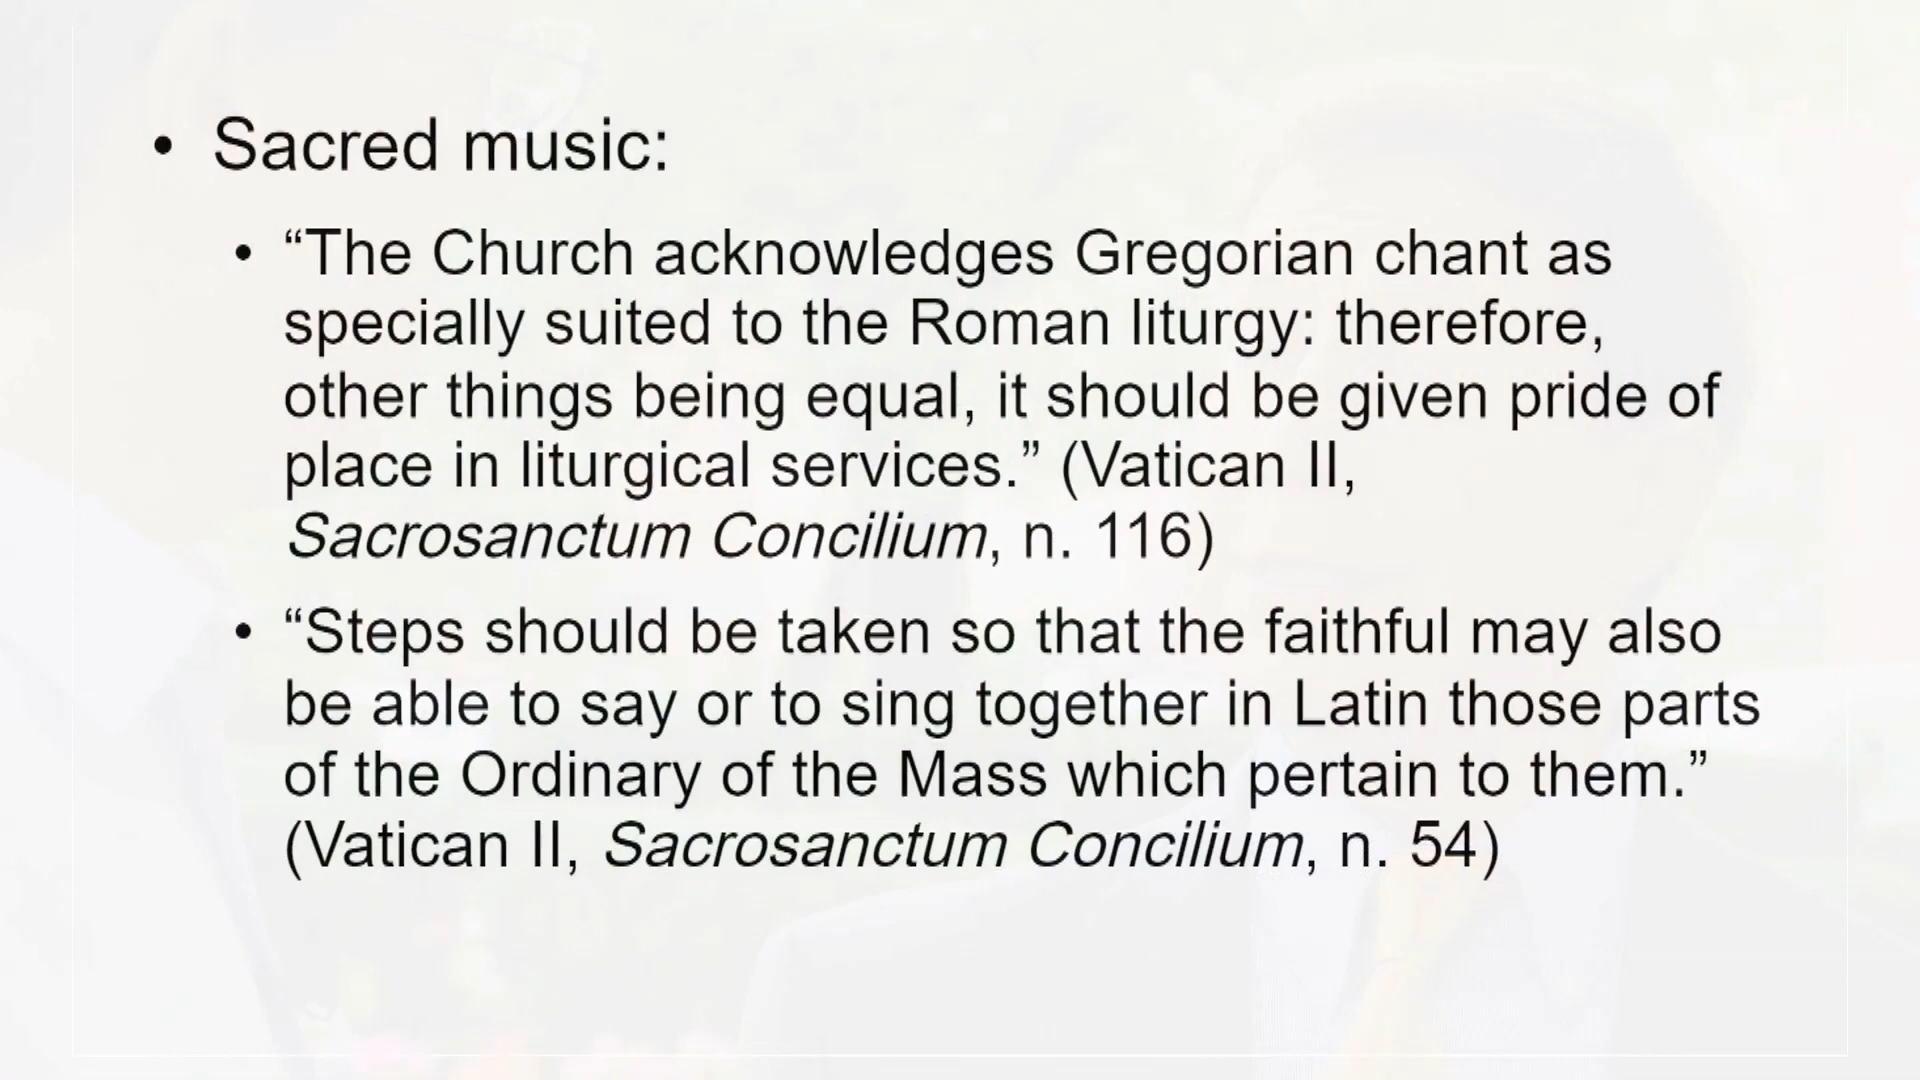 • Sacred music:
• “The Church acknowledges Gregorian chant as
specially suited to the Roman liturgy: therefore,
other things being equal, it should be given pride of
place in liturgical services.” (Vatican II,
Sacrosanctum Concilium, n. 116)
• “Steps should be taken so that the faithful may also
be able to say or to sing together in Latin those parts
of the Ordinary of the Mass which pertain to them.”
(Vatican II, Sacrosanctum Concilium, n. 54)